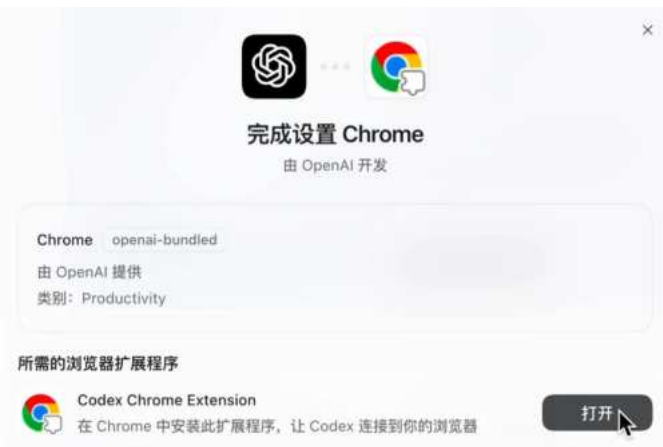 完成设置 Chrome
由 OpenAI 开发
Chrome openai-bundled
由 OpenAI 提供
类别：Productivity
所需的浏览器扩展程序
Codex Chrome Extension
在 Chrome 中安装此扩展程序，让 Codex 连接到你的浏览器
打开